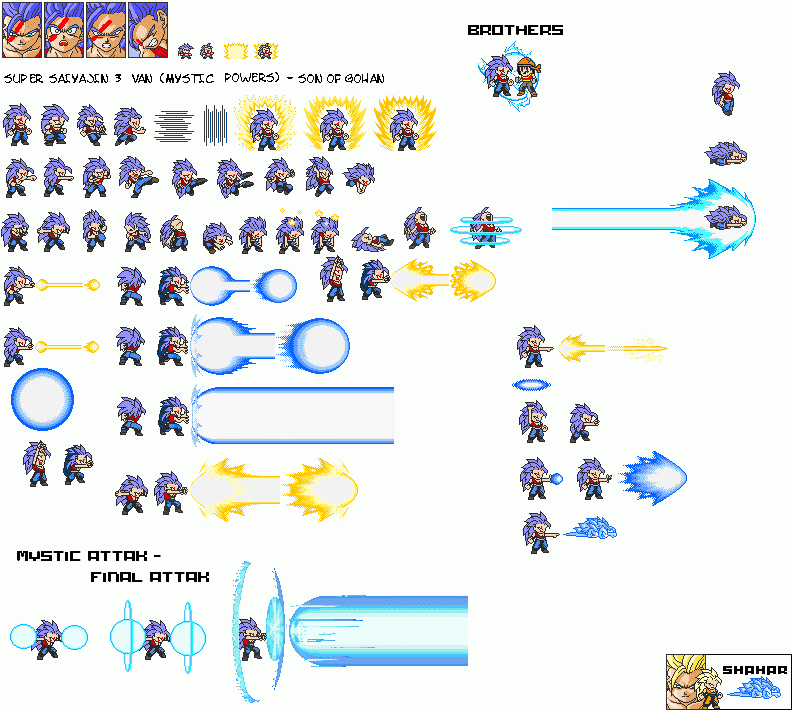 BROTHERS
SUPER SAIYAJIN 3 VAN (MYSTIC POWERS) - SON OF GOHAN
MYSTIC ATTAK -
FINAL ATTAK
SHAHAR